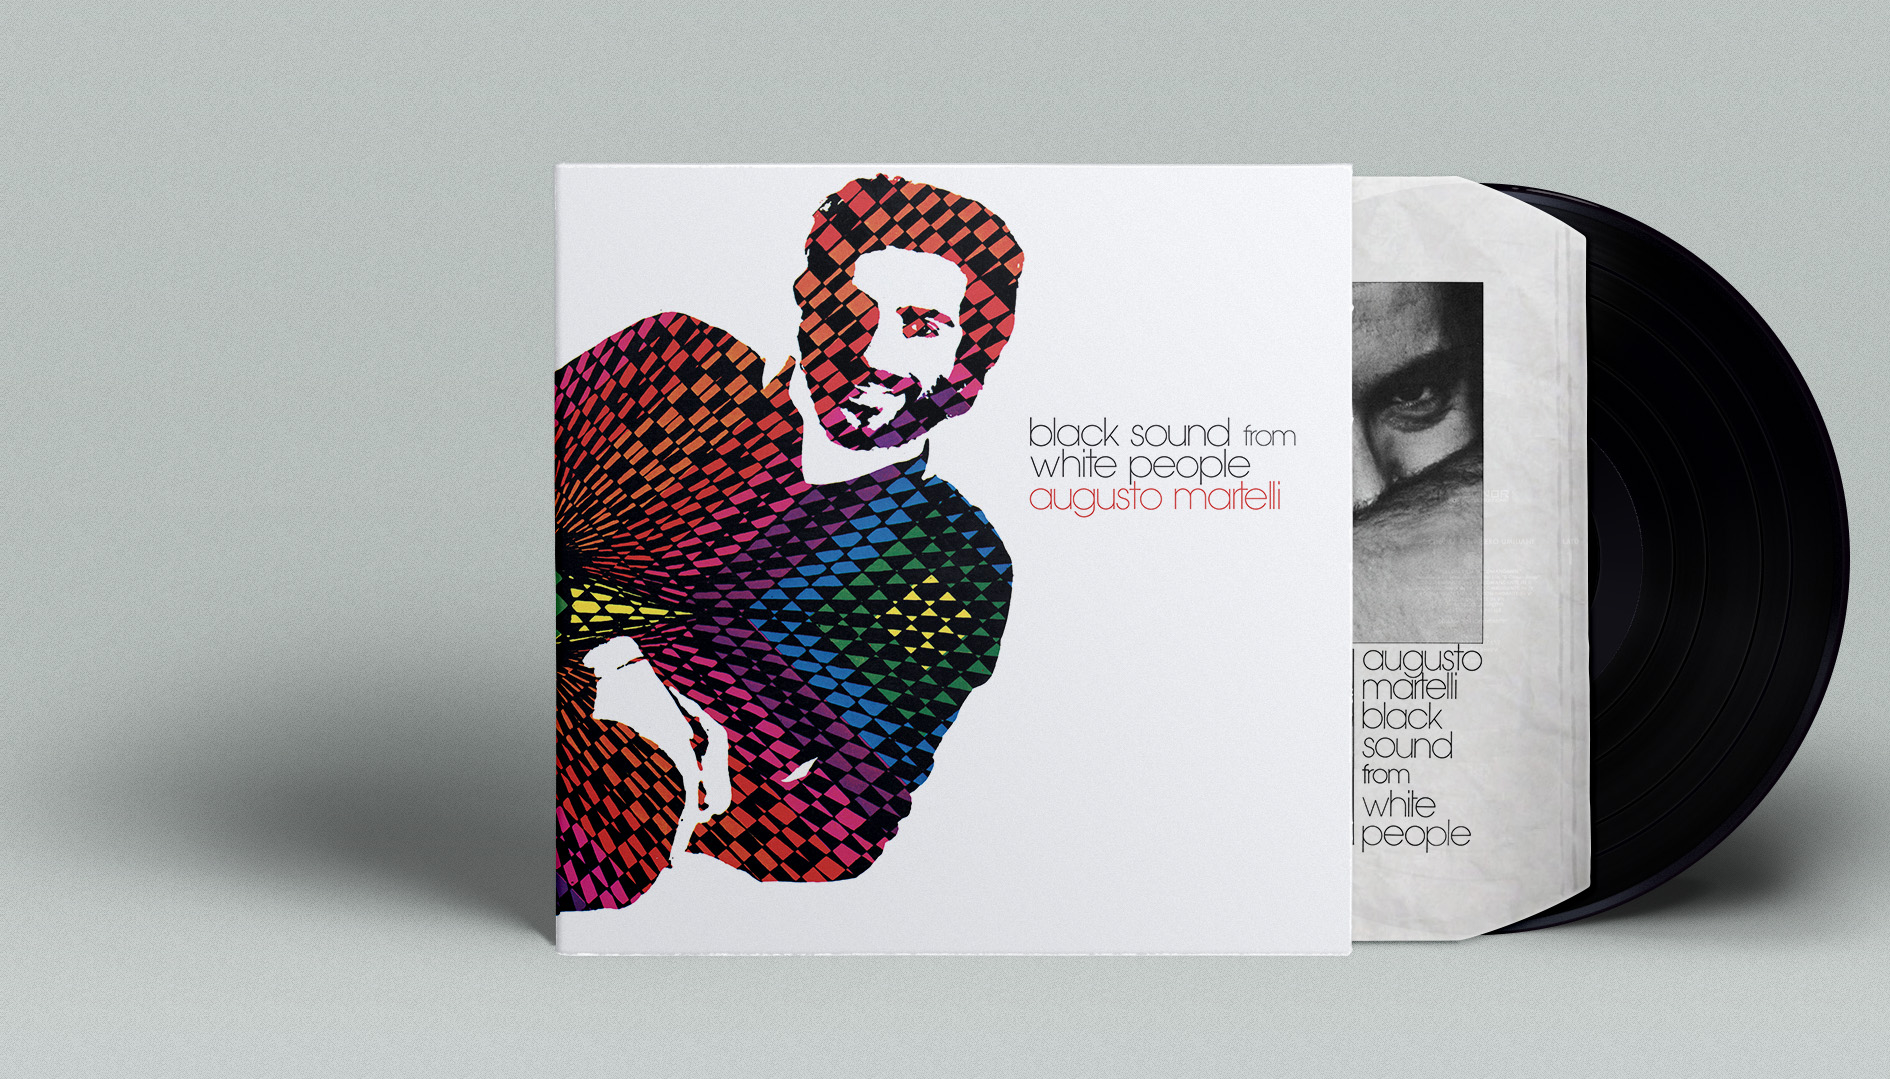 black sound from
white people
augusto martelli
augusto
martelli
black
sound
from
white
people